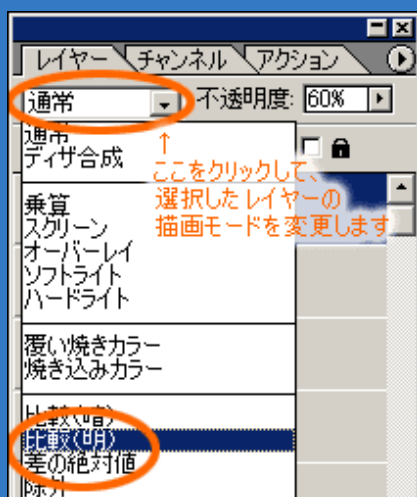 レイヤー チャンネル アクション
通常 不透明度: 60%
通常
ディザ合成
↑
ここをクリックして、
選択したレイヤーの
描画モードを変更します
乗算
スクリーン
オーバーレイ
ソフトライト
ハードライト
覆い焼きカラー
焼き込みカラー
比較(暗)
比較(明)
差の絶対値
除外